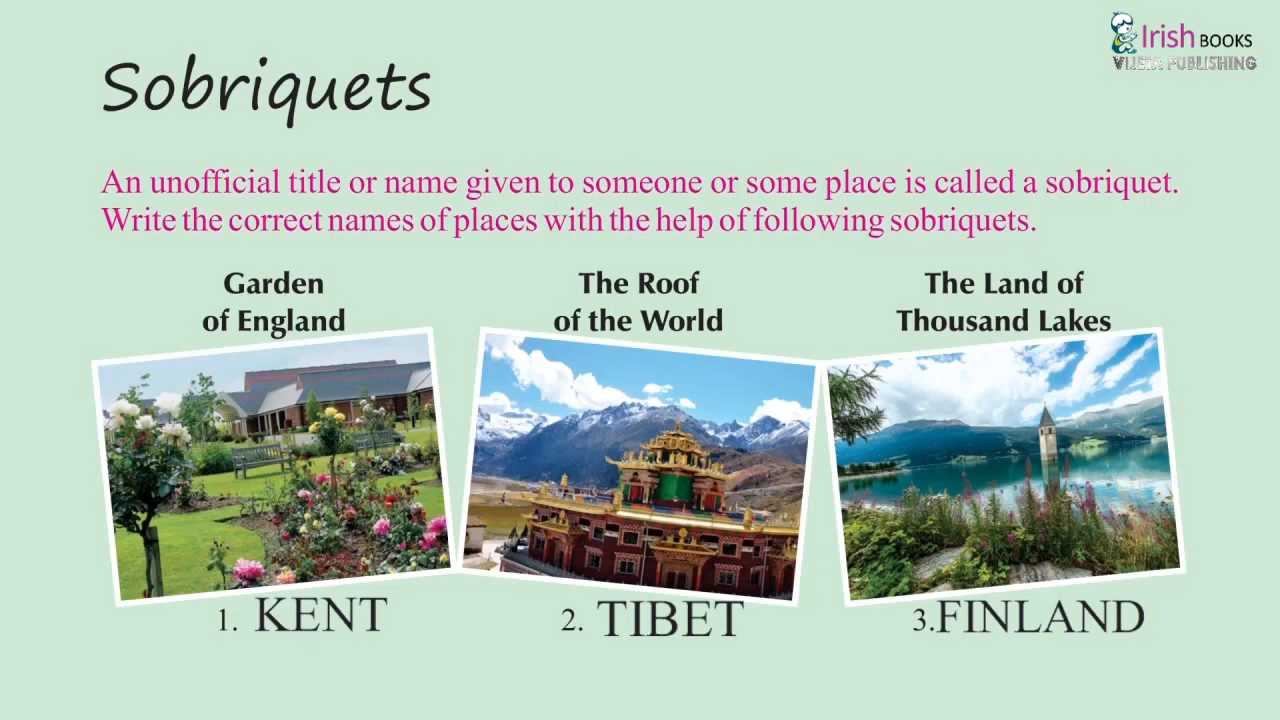 Irish BOOKS
VIJETA PUBLISHING
Sobriquets
An unofficial title or name given to someone or some place is called a sobriquet.
Write the correct names of places with the help of following sobriquets.
Garden
of England
The Roof
of the World
The Land of
Thousand Lakes
1. KENT
2. TIBET
3.FINLAND